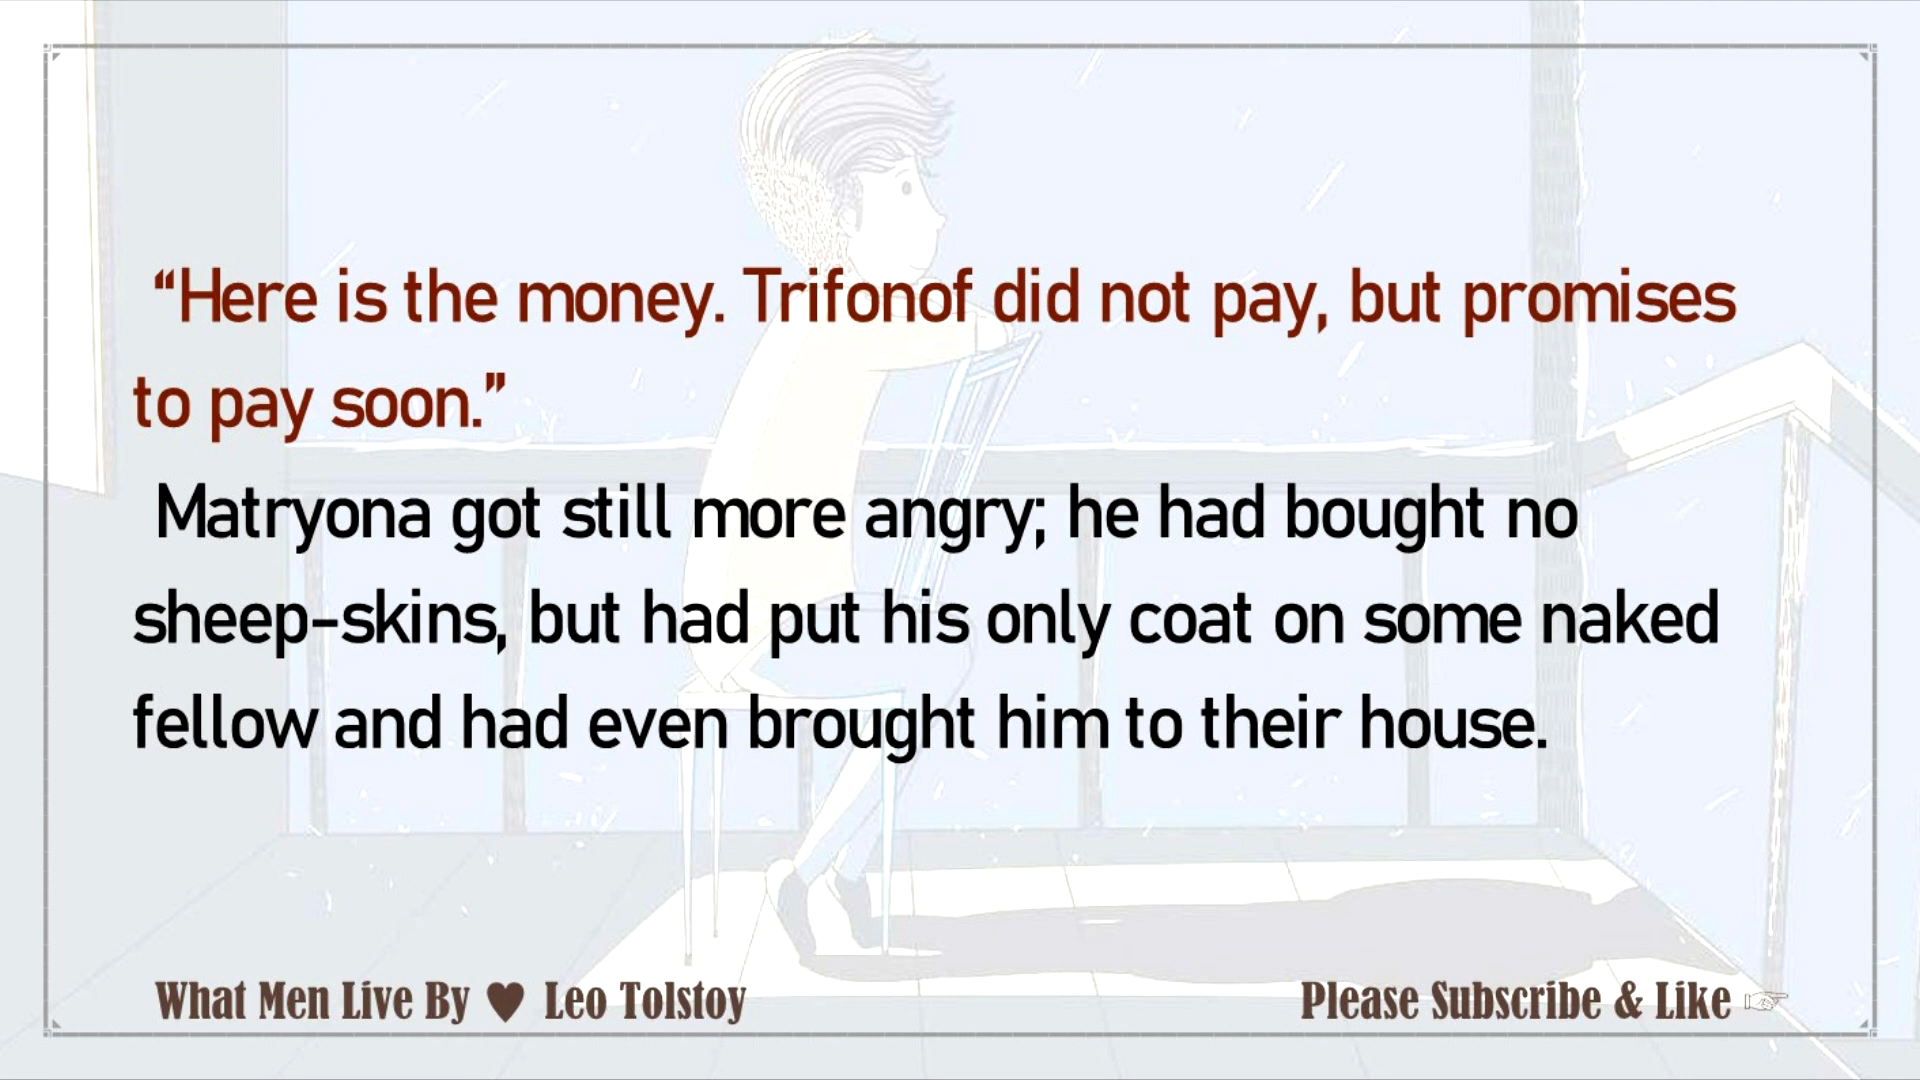 “Here is the money. Trifonof did not pay, but promises
to pay soon.”
Matryona got still more angry; he had bought no
sheep-skins, but had put his only coat on some naked
fellow and had even brought him to their house.
What Men Live By ♥ Leo Tolstoy
Please Subscribe & Like ☞